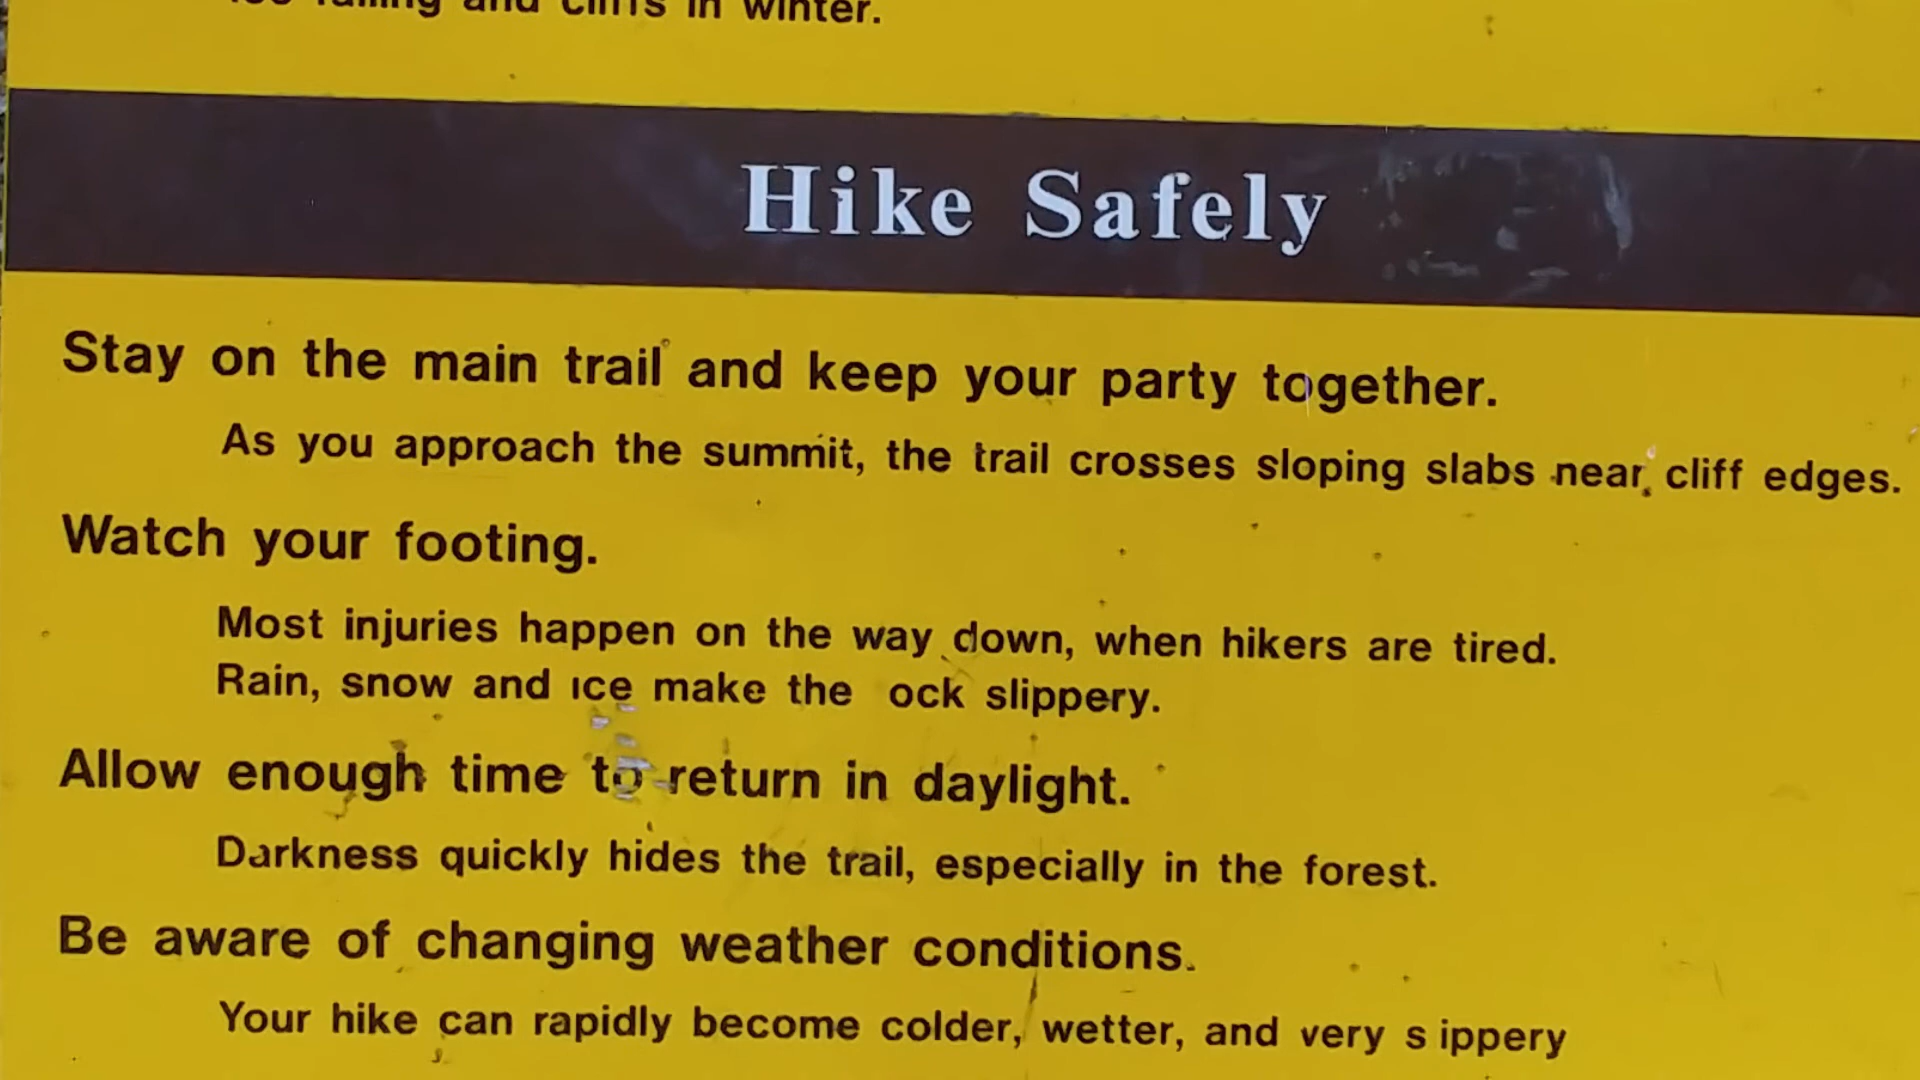 falling and cliffs in winter.
Hike Safely
Stay on the main trail and keep your party together.
As you approach the summit, the trail crosses sloping slabs near cliff edges.
Watch your footing.
Most injuries happen on the way down, when hikers are tired.
Rain, snow and ice make the ock slippery.
Allow enough time to return in daylight.
Darkness quickly hides the trail, especially in the forest.
Be aware of changing weather conditions.
Your hike can rapidly become colder, wetter, and very s ippery